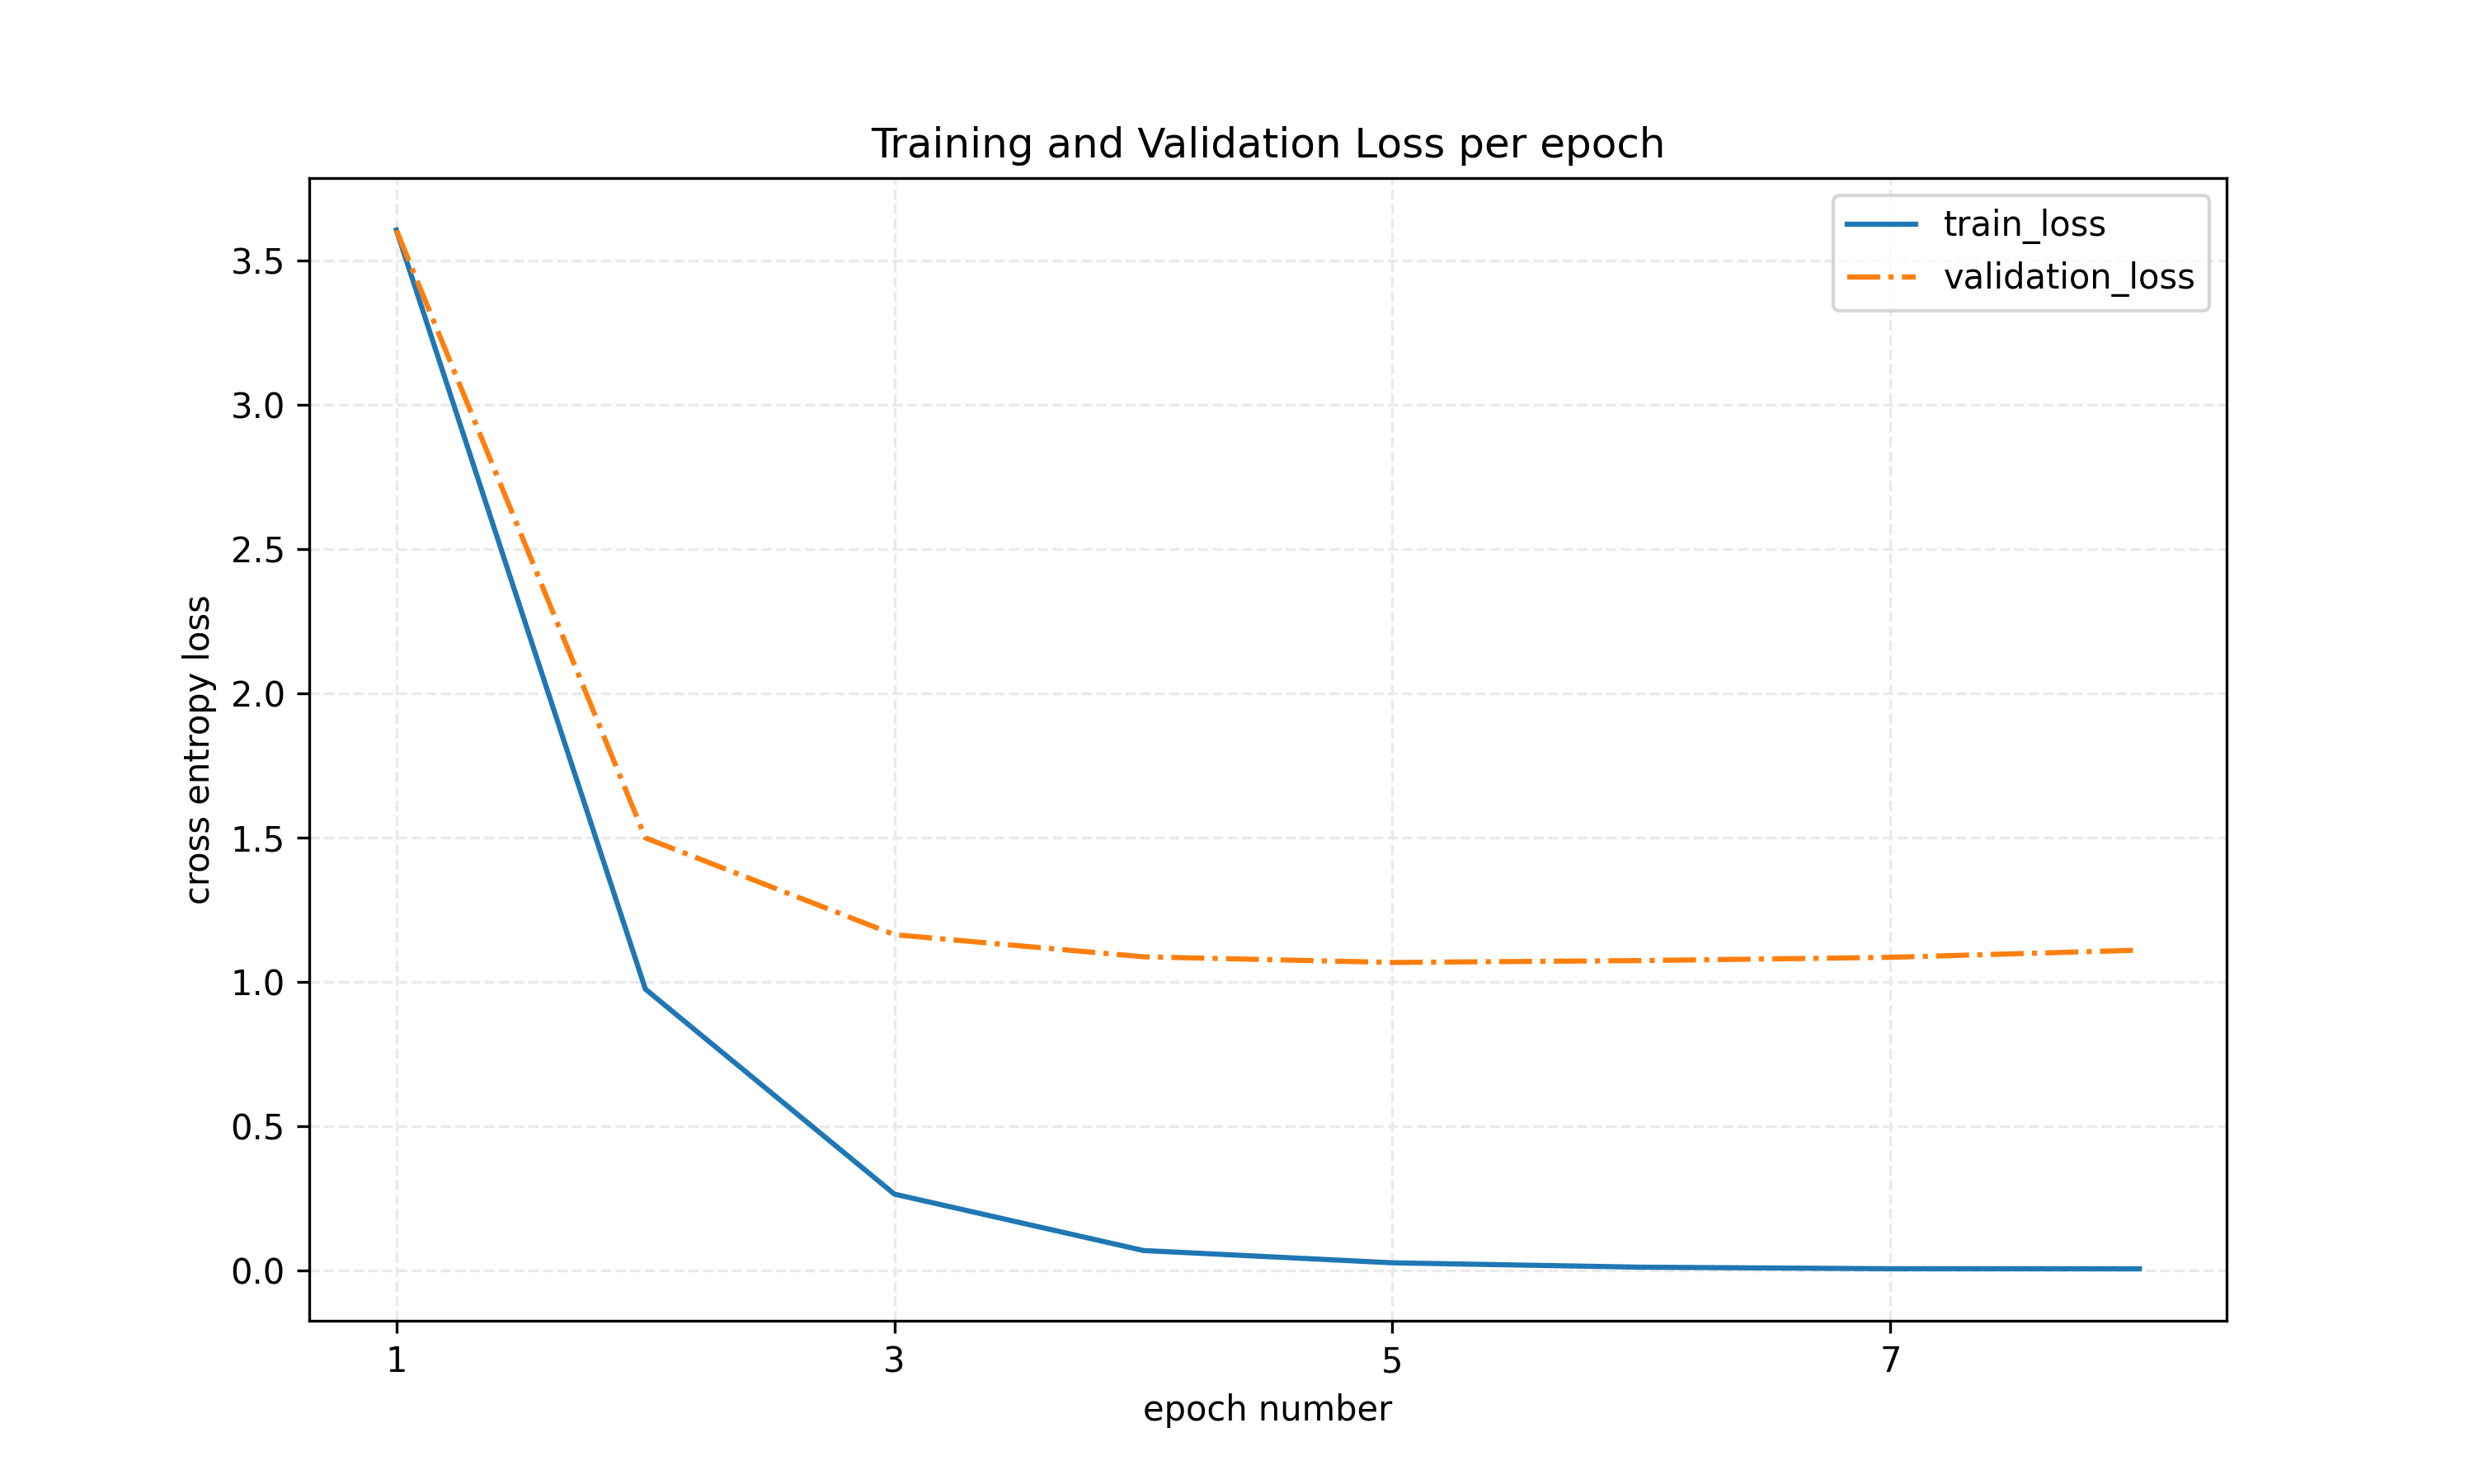 Training and Validation Loss per epoch
train_loss
validation_loss
cross entropy loss
3.5
3.0
2.5
2.0
1.5
1.0
0.5
0.0
1 3 5 7
epoch number